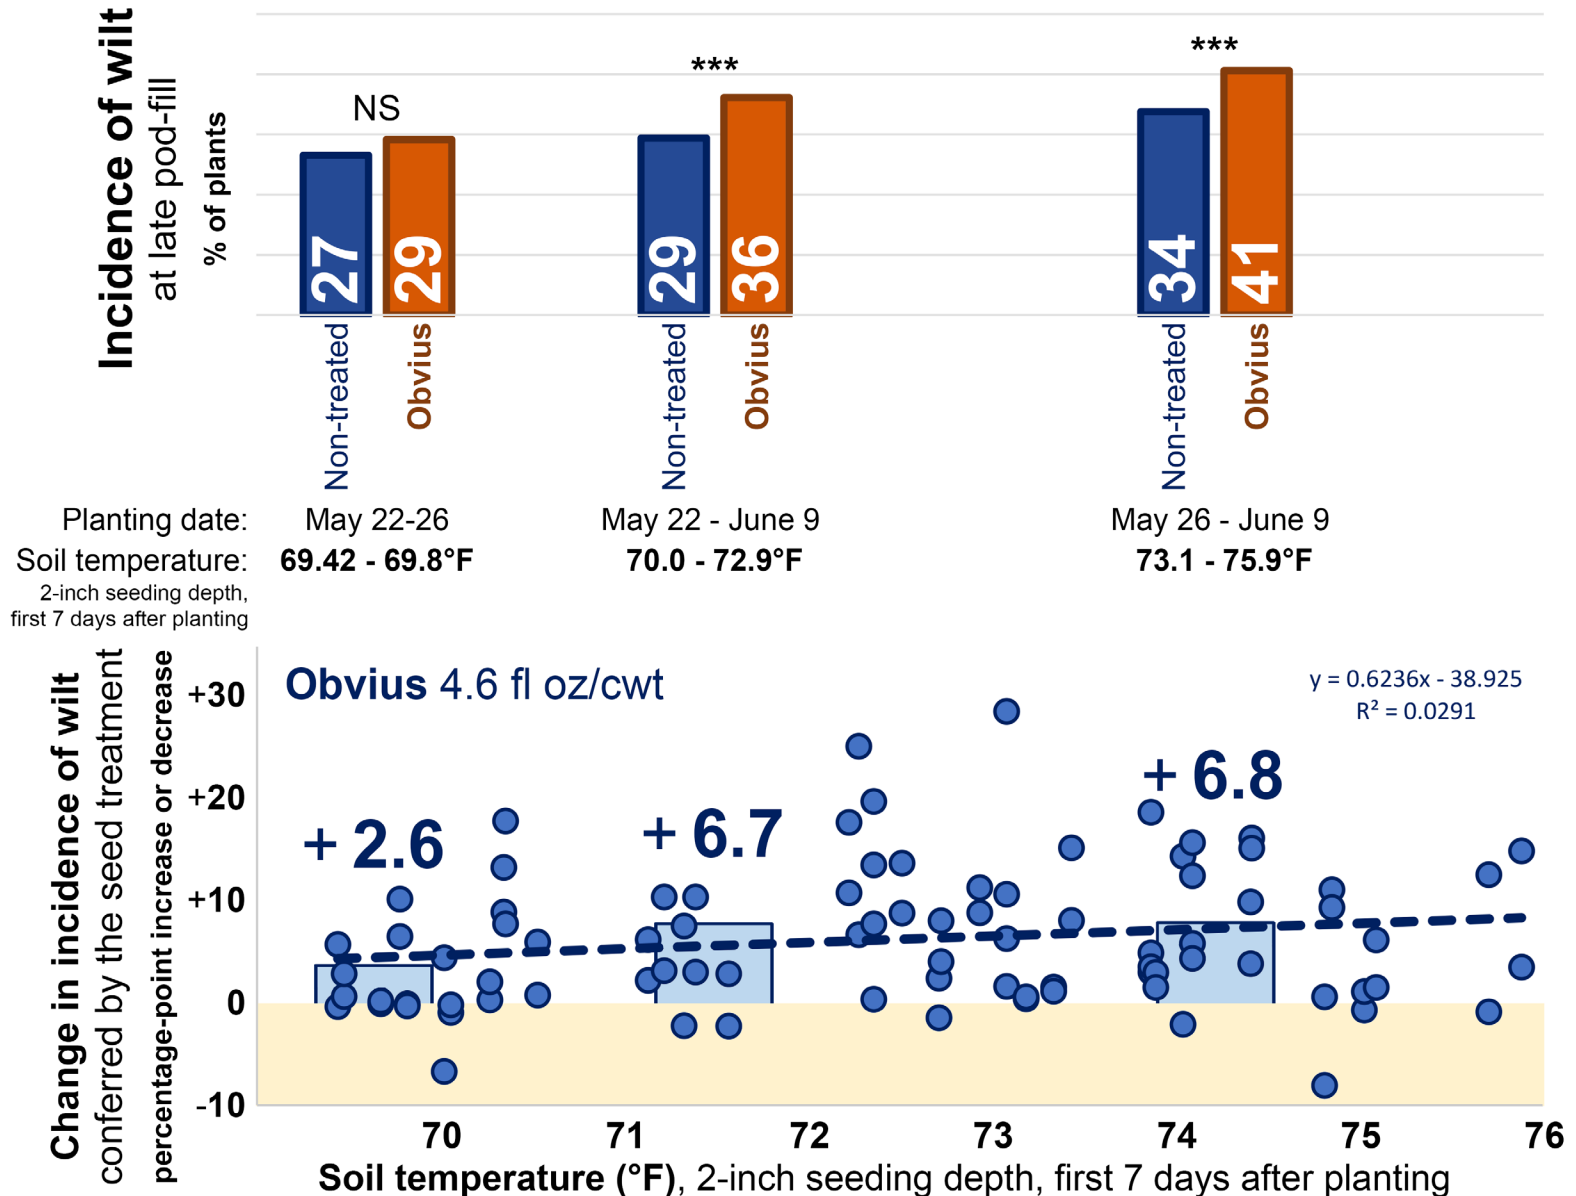 Incidence of wilt
at late pod-fill
% of plants
NS
***
***
27
29
29
36
34
41
Non-treated
Obvius
Non-treated
Obvius
Non-treated
Obvius
Planting date: May 22-26 May 22 - June 9 May 26 - June 9
Soil temperature: 69.42 - 69.8°F 70.0 - 72.9°F 73.1 - 75.9°F
2-inch seeding depth,
first 7 days after planting
Change in incidence of wilt
conferred by the seed treatment
percentage-point increase or decrease
+30
+20
+10
0
-10
Obvius 4.6 fl oz/cwt
y = 0.6236x - 38.925
R² = 0.0291
+ 2.6
+ 6.7
+ 6.8
70 71 72 73 74 75 76
Soil temperature (°F), 2-inch seeding depth, first 7 days after planting